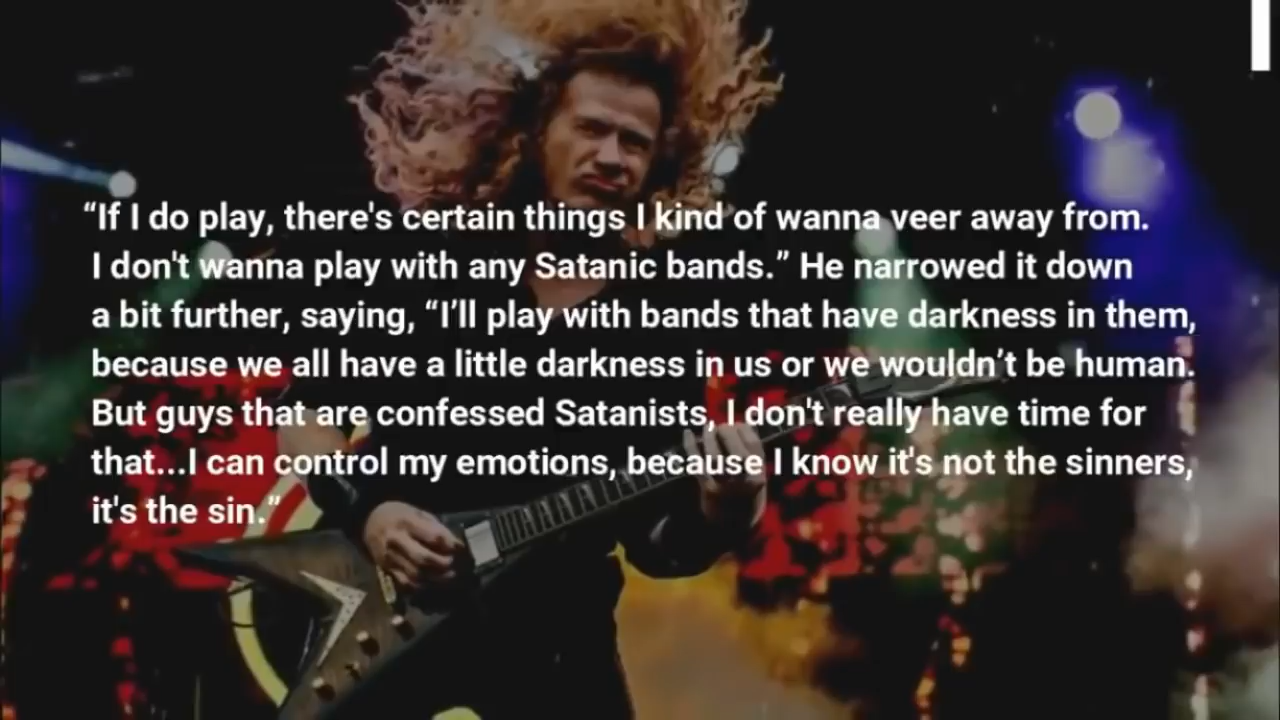 “If I do play, there's certain things I kind of wanna veer away from.
I don't wanna play with any Satanic bands.” He narrowed it down
a bit further, saying, “I’ll play with bands that have darkness in them,
because we all have a little darkness in us or we wouldn’t be human.
But guys that are confessed Satanists, I don't really have time for
that...I can control my emotions, because I know it's not the sinners,
it's the sin.”